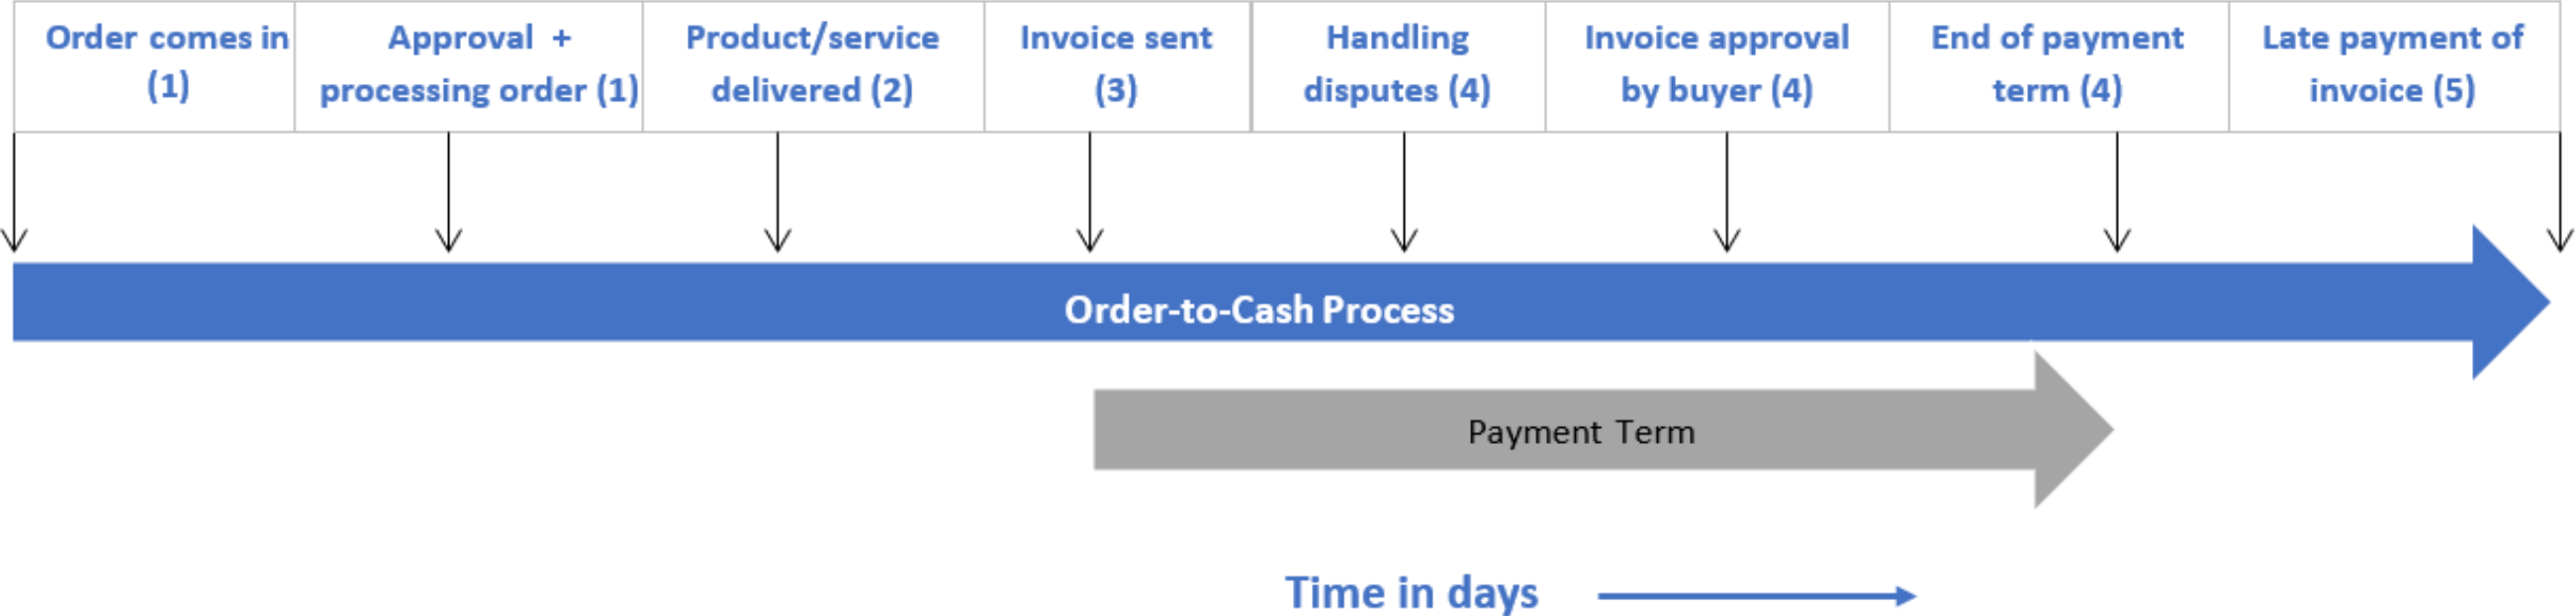 Order comes in
(1)
Approval +
processing order (1)
Product/service
delivered (2)
Invoice sent
(3)
Handling
disputes (4)
Invoice approval
by buyer (4)
End of payment
term (4)
Late payment of
invoice (5)
Order-to-Cash Process
Payment Term
Time in days